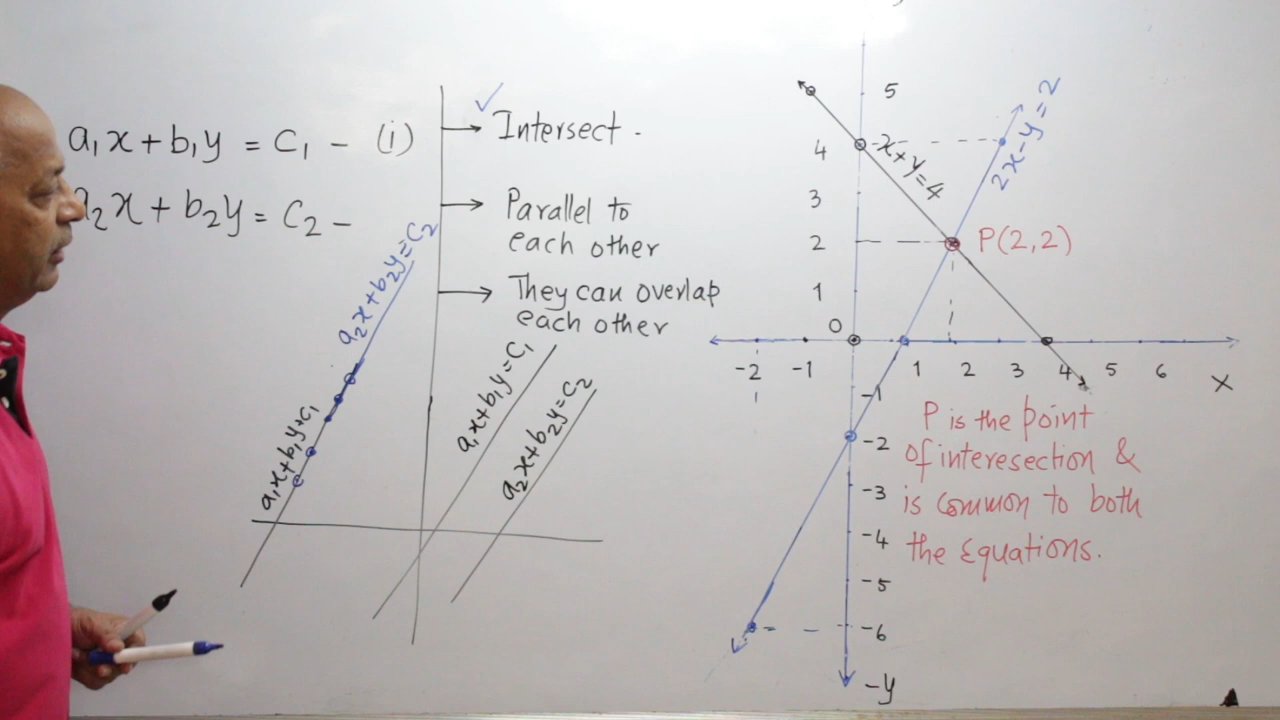 a₁x + b₁y = C₁ – (i)
a₂x + b₂y = C₂ –
→ Intersect.
→ Parallel to
each other
→ They can overlap
each other
a₁x+b₁y+c₁
a₂x+b₂y=C₂
a₁x+b₁y=C₁
a₂x+b₂y=C₂
5
4
3
2
1
O
-2 -1 1 2 3 4 5 6 X
-1
-2
-3
-4
-5
-6
-y
x+y=4
2x-y=2
P(2,2)
P is the point
of interesection &
is common to both
the Equations.